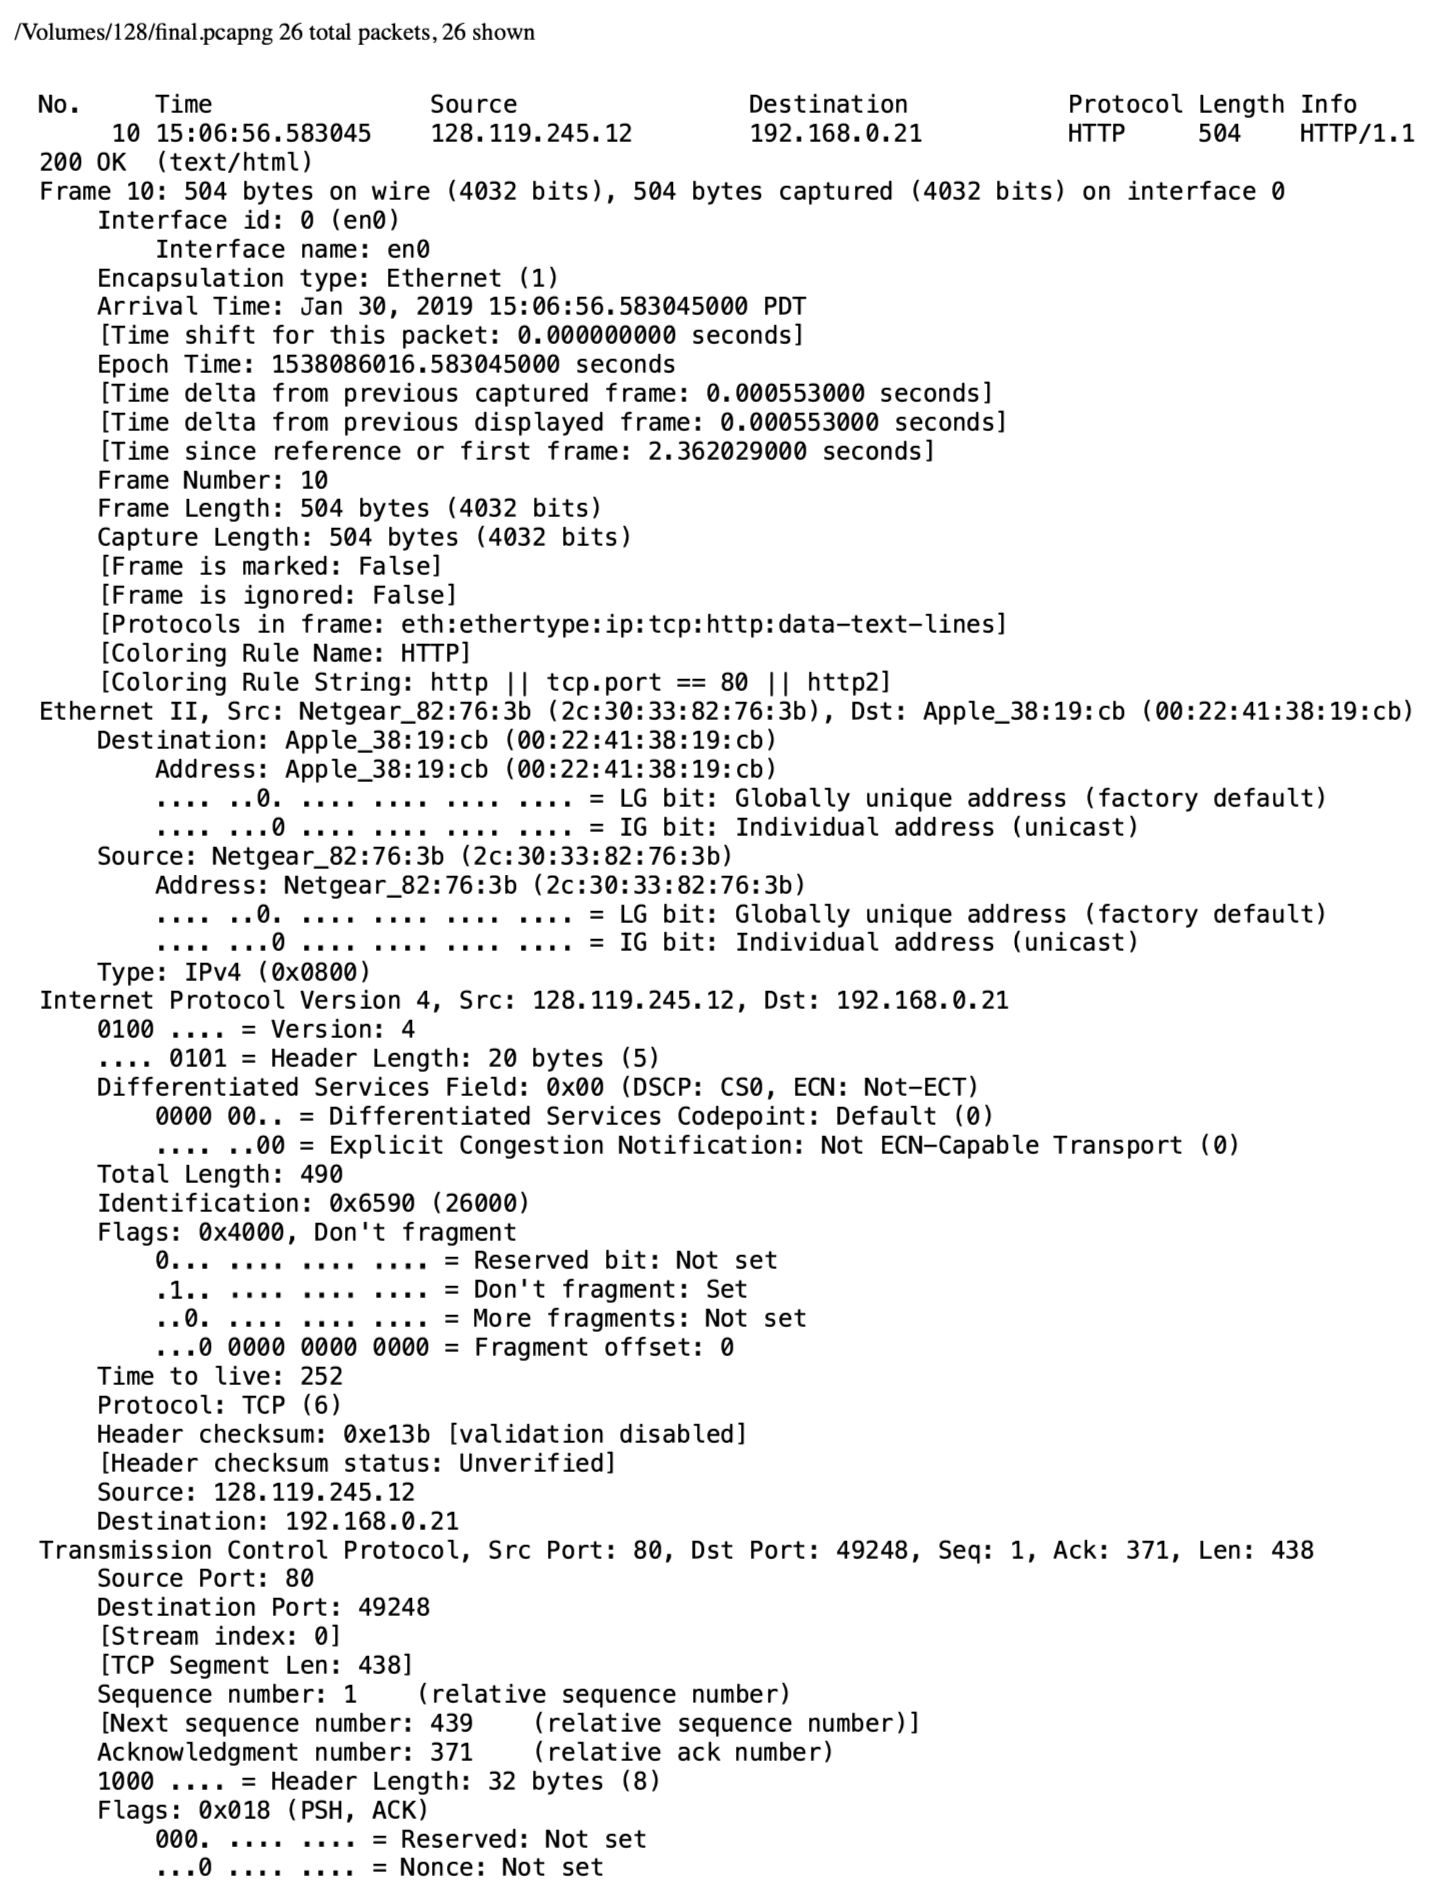 /Volumes/128/final.pcapng 26 total packets, 26 shown
No. Time Source Destination Protocol Length Info
10 15:06:56.583045 128.119.245.12 192.168.0.21 HTTP 504 HTTP/1.1
200 OK (text/html)
Frame 10: 504 bytes on wire (4032 bits), 504 bytes captured (4032 bits) on interface 0
Interface id: 0 (en0)
Interface name: en0
Encapsulation type: Ethernet (1)
Arrival Time: Jan 30, 2019 15:06:56.583045000 PDT
[Time shift for this packet: 0.000000000 seconds]
Epoch Time: 1538086016.583045000 seconds
[Time delta from previous captured frame: 0.000553000 seconds]
[Time delta from previous displayed frame: 0.000553000 seconds]
[Time since reference or first frame: 2.362029000 seconds]
Frame Number: 10
Frame Length: 504 bytes (4032 bits)
Capture Length: 504 bytes (4032 bits)
[Frame is marked: False]
[Frame is ignored: False]
[Protocols in frame: eth:ethertype:ip:tcp:http:data-text-lines]
[Coloring Rule Name: HTTP]
[Coloring Rule String: http || tcp.port == 80 || http2]
Ethernet II, Src: Netgear_82:76:3b (2c:30:33:82:76:3b), Dst: Apple_38:19:cb (00:22:41:38:19:cb)
Destination: Apple_38:19:cb (00:22:41:38:19:cb)
Address: Apple_38:19:cb (00:22:41:38:19:cb)
.... ..0. .... .... .... .... = LG bit: Globally unique address (factory default)
.... ...0 .... .... .... .... = IG bit: Individual address (unicast)
Source: Netgear_82:76:3b (2c:30:33:82:76:3b)
Address: Netgear_82:76:3b (2c:30:33:82:76:3b)
.... ..0. .... .... .... .... = LG bit: Globally unique address (factory default)
.... ...0 .... .... .... .... = IG bit: Individual address (unicast)
Type: IPv4 (0x0800)
Internet Protocol Version 4, Src: 128.119.245.12, Dst: 192.168.0.21
0100 .... = Version: 4
.... 0101 = Header Length: 20 bytes (5)
Differentiated Services Field: 0x00 (DSCP: CS0, ECN: Not-ECT)
0000 00.. = Differentiated Services Codepoint: Default (0)
.... ..00 = Explicit Congestion Notification: Not ECN-Capable Transport (0)
Total Length: 490
Identification: 0x6590 (26000)
Flags: 0x4000, Don't fragment
0... .... .... .... = Reserved bit: Not set
.1.. .... .... .... = Don't fragment: Set
..0. .... .... .... = More fragments: Not set
...0 0000 0000 0000 = Fragment offset: 0
Time to live: 252
Protocol: TCP (6)
Header checksum: 0xe13b [validation disabled]
[Header checksum status: Unverified]
Source: 128.119.245.12
Destination: 192.168.0.21
Transmission Control Protocol, Src Port: 80, Dst Port: 49248, Seq: 1, Ack: 371, Len: 438
Source Port: 80
Destination Port: 49248
[Stream index: 0]
[TCP Segment Len: 438]
Sequence number: 1 (relative sequence number)
[Next sequence number: 439 (relative sequence number)]
Acknowledgment number: 371 (relative ack number)
1000 .... = Header Length: 32 bytes (8)
Flags: 0x018 (PSH, ACK)
000. .... .... = Reserved: Not set
...0 .... .... = Nonce: Not set